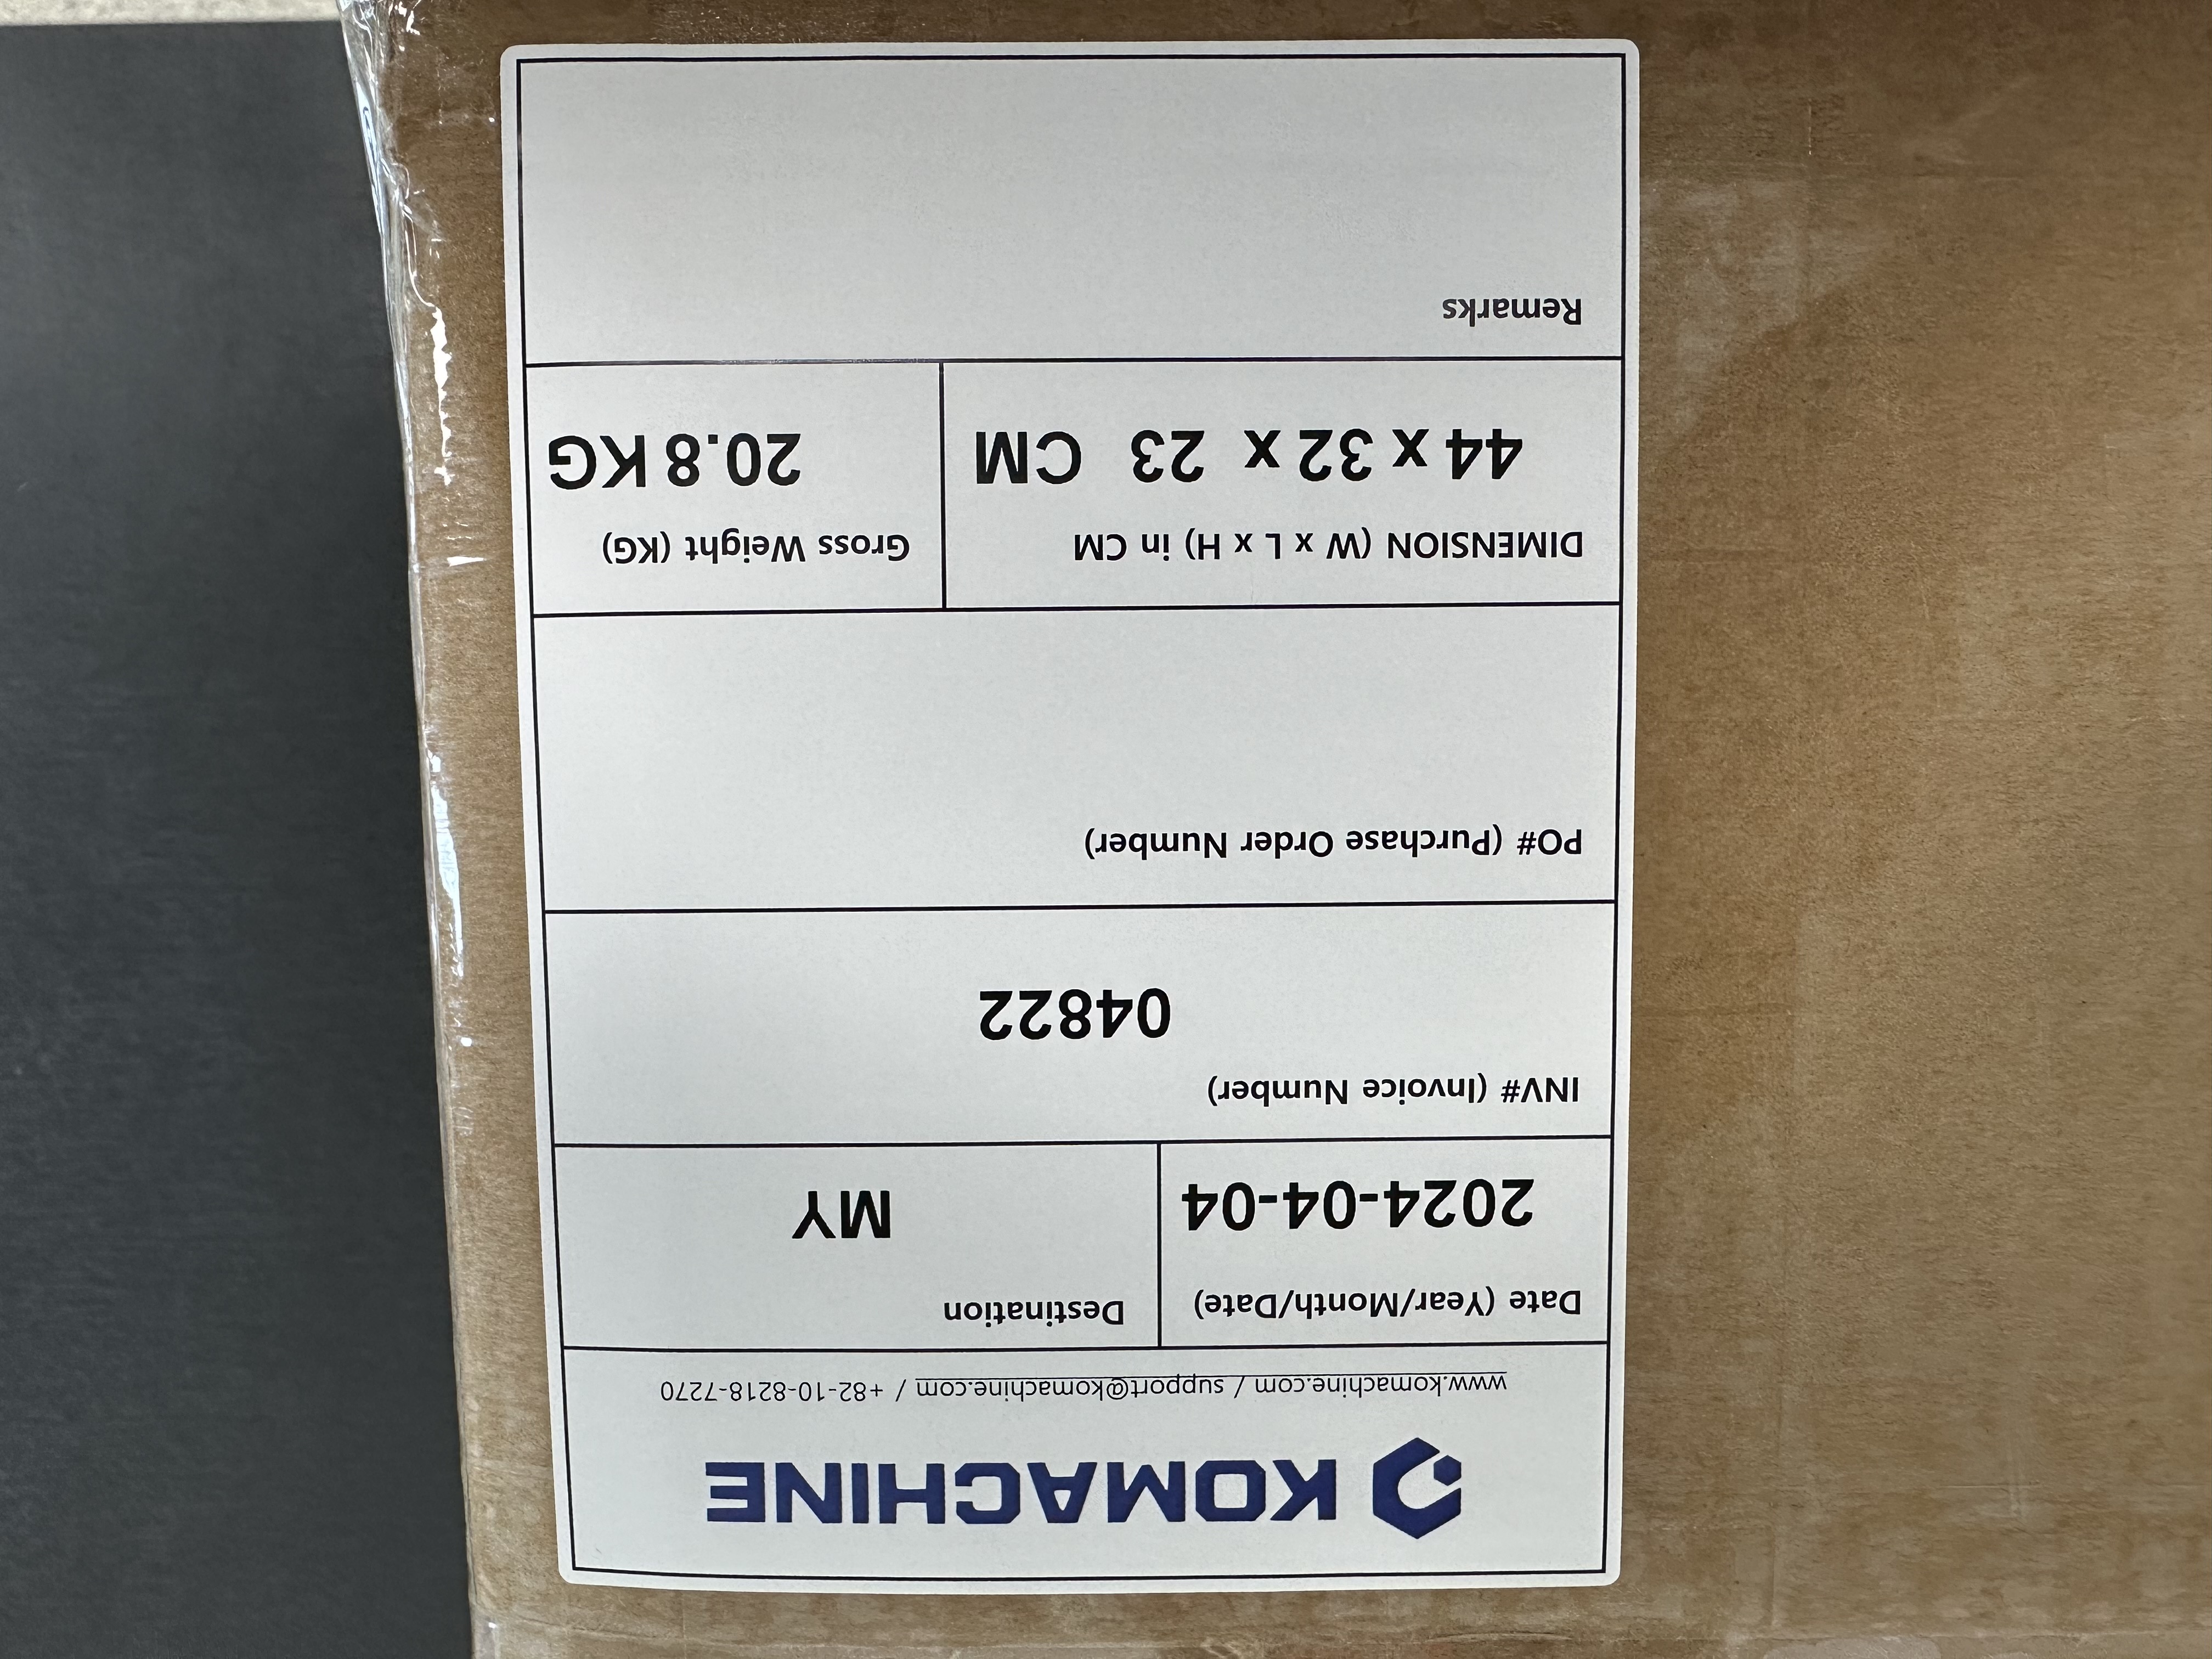 KOMACHINE
www.komachine.com / support@komachine.com / +82-10-8218-7270
Date (Year/Month/Date)
2024-04-04
Destination
MY
INV# (Invoice Number)
04822
PO# (Purchase Order Number)
DIMENSION (W x L x H) in CM
44 x 32 x 23 CM
Gross Weight (KG)
20.8 KG
Remarks